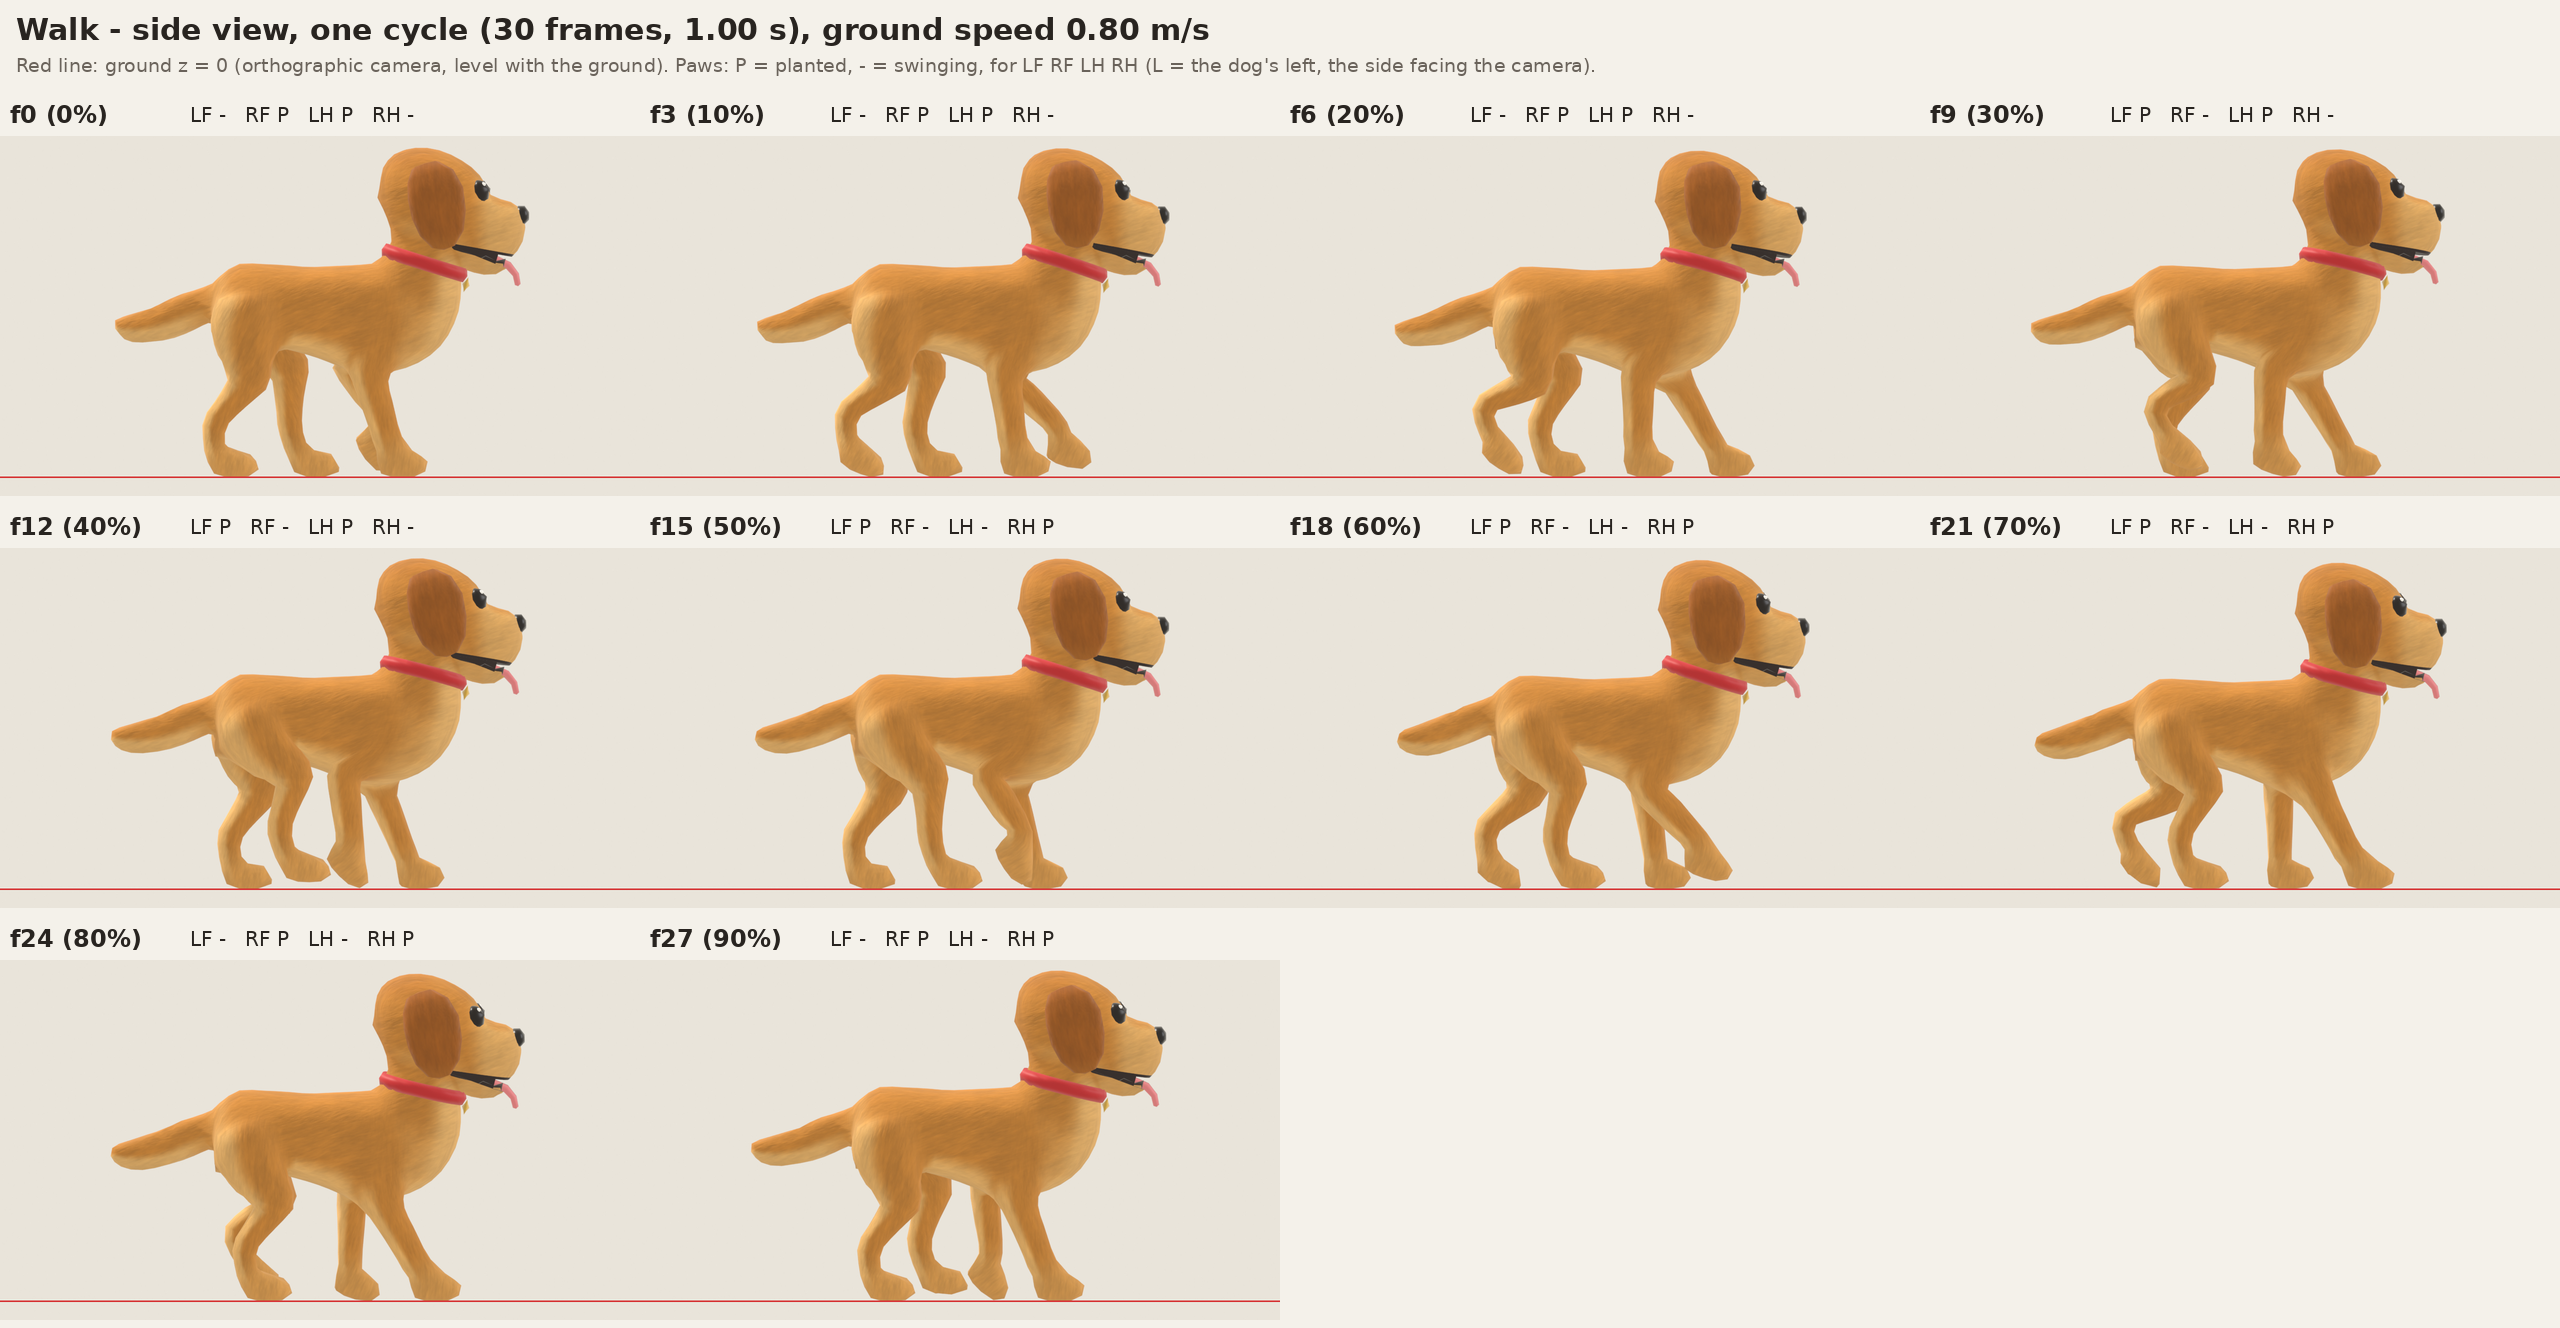 Walk - side view, one cycle (30 frames, 1.00 s), ground speed 0.80 m/s
Red line: ground z = 0 (orthographic camera, level with the ground). Paws: P = planted, - = swinging, for LF RF LH RH (L = the dog's left, the side facing the camera).
f0 (0%) LF - RF P LH P RH -
f3 (10%) LF - RF P LH P RH -
f6 (20%) LF - RF P LH P RH -
f9 (30%) LF P RF - LH P RH -
f12 (40%) LF P RF - LH P RH -
f15 (50%) LF P RF - LH - RH P
f18 (60%) LF P RF - LH - RH P
f21 (70%) LF P RF - LH - RH P
f24 (80%) LF - RF P LH - RH P
f27 (90%) LF - RF P LH - RH P